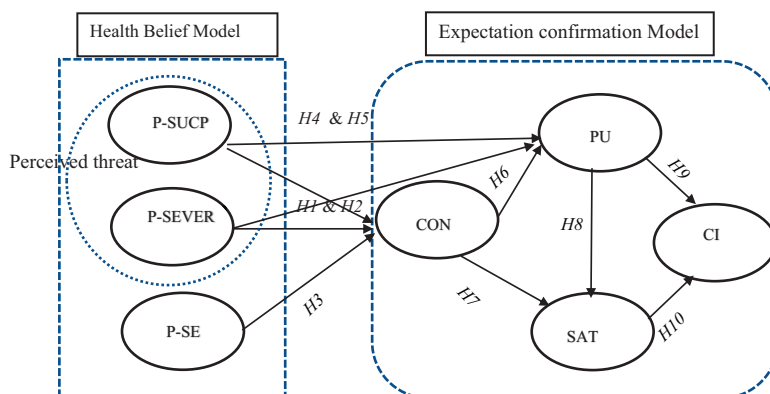 Health Belief Model
Expectation confirmation Model
P-SUCP
H4 & H5
PU
Perceived threat
H6
H9
P-SEVER
H1 & H2
CON
H8
CI
H3
H7
P-SE
SAT
H10